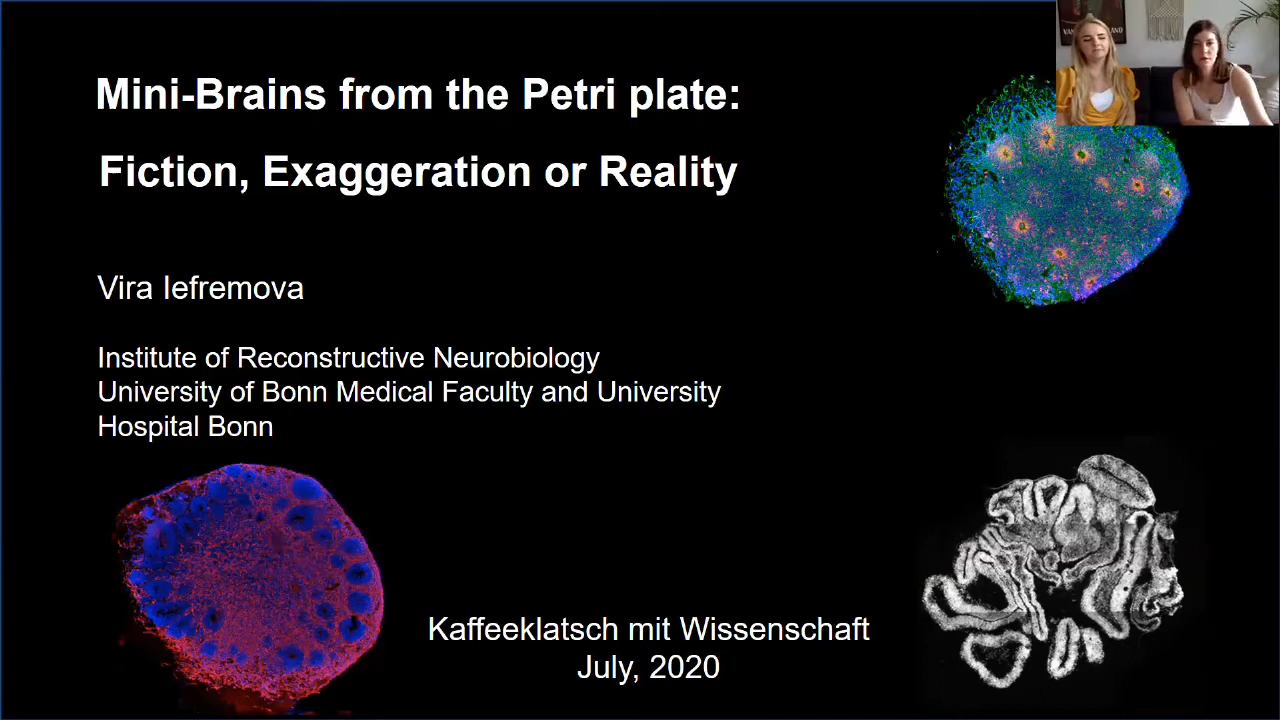 Mini-Brains from the Petri plate:
Fiction, Exaggeration or Reality
Vira Iefremova
Institute of Reconstructive Neurobiology
University of Bonn Medical Faculty and University
Hospital Bonn
Kaffeeklatsch mit Wissenschaft
July, 2020